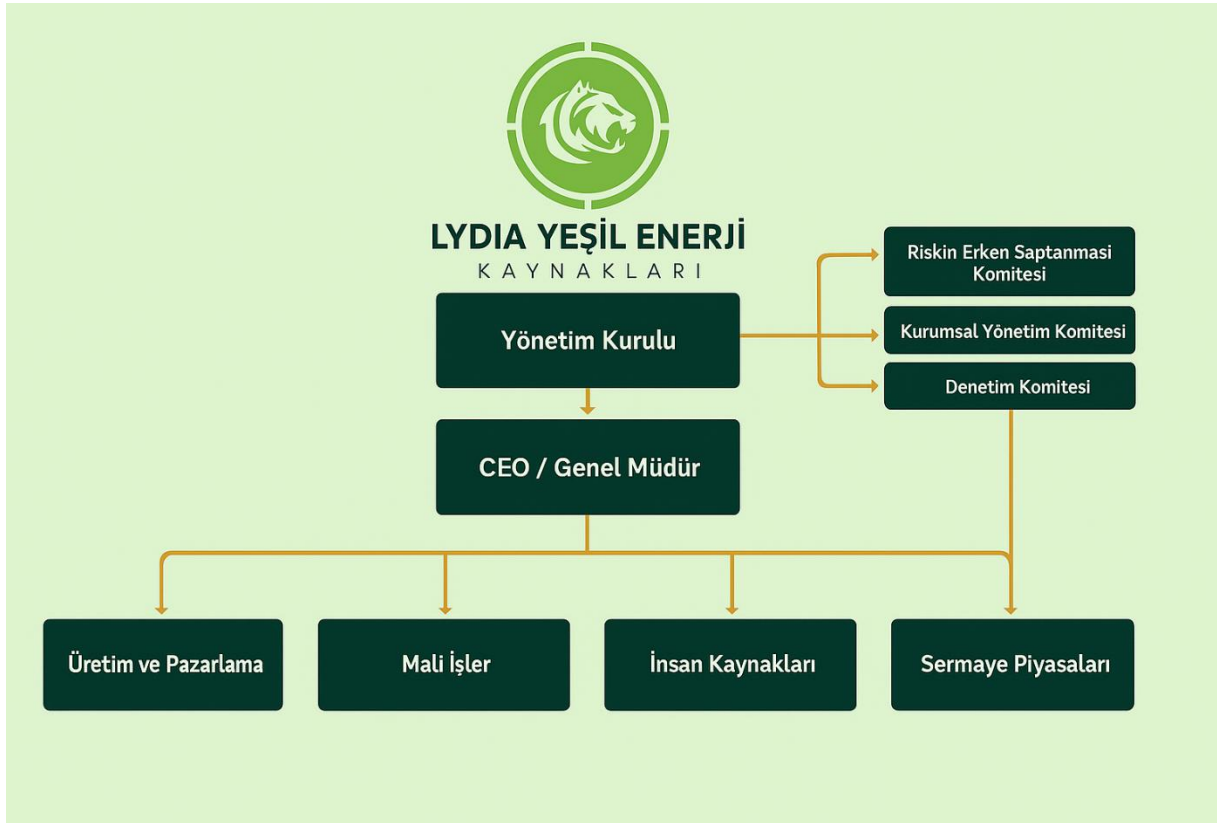 LYDIA YEŞİL ENERJİ
KAYNAKLARI
Yönetim Kurulu
Riskin Erken Saptanmasi
Komitesi
Kurumsal Yönetim Komitesi
Denetim Komitesi
CEO / Genel Müdür
Üretim ve Pazarlama
Mali İşler
İnsan Kaynakları
Sermaye Piyasaları